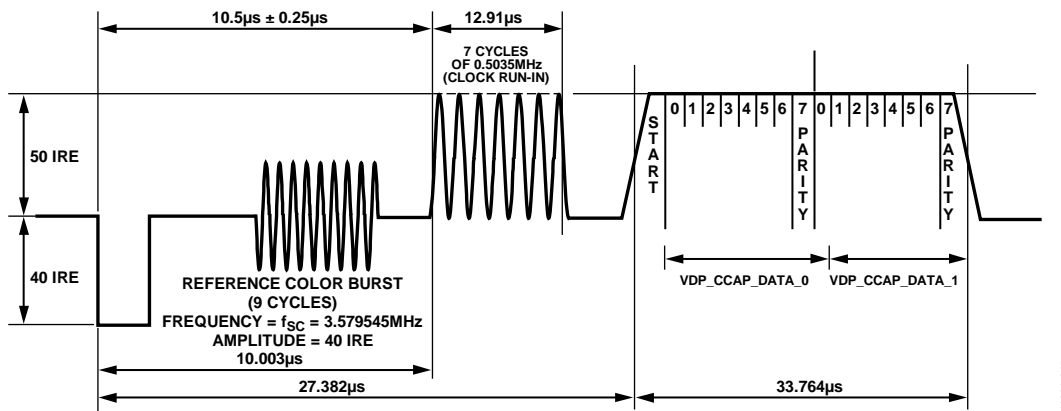 10.5µs ± 0.25µs
12.91µs
7 CYCLES
OF 0.5035MHz
(CLOCK RUN-IN)
50 IRE
40 IRE
START
0 1 2 3 4 5 6 7 0 1 2 3 4 5 6 7
PARITY
PARITY
VDP_CCAP_DATA_0
VDP_CCAP_DATA_1
REFERENCE COLOR BURST
(9 CYCLES)
FREQUENCY = fSC = 3.579545MHz
AMPLITUDE = 40 IRE
10.003µs
27.382µs
33.764µs